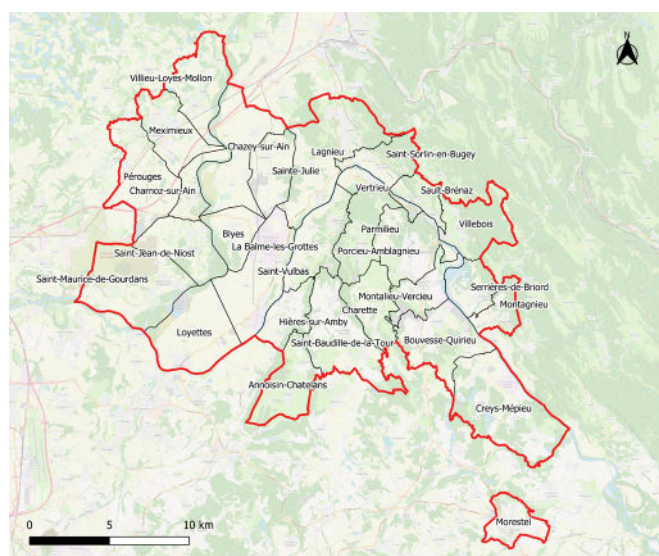 N
Villieu-Loyes-Mollon
Meximieux
Chazey-sur-Ain
Lagnieu
Saint-Sorlin-en-Bugey
Sainte-Julie
Pérouges
Charnoz-sur-Ain
Vertrieu
Sault-Brénaz
Villebois
Parmilieu
Blyes
La Balme-les-Grottes
Porcieu-Amblagnieu
Saint-Jean-de-Niost
Saint-Vulbas
Saint-Maurice-de-Gourdans
Serrières-de-Briord
Montalieu-Vercieu
Montagnieu
Charette
Hières-sur-Amby
Loyettes
Bouvesse-Quirieu
Saint-Baudille-de-la-Tour
Annoisin-Chatelans
Creys-Mépieu
Morestel
0 5 10 km